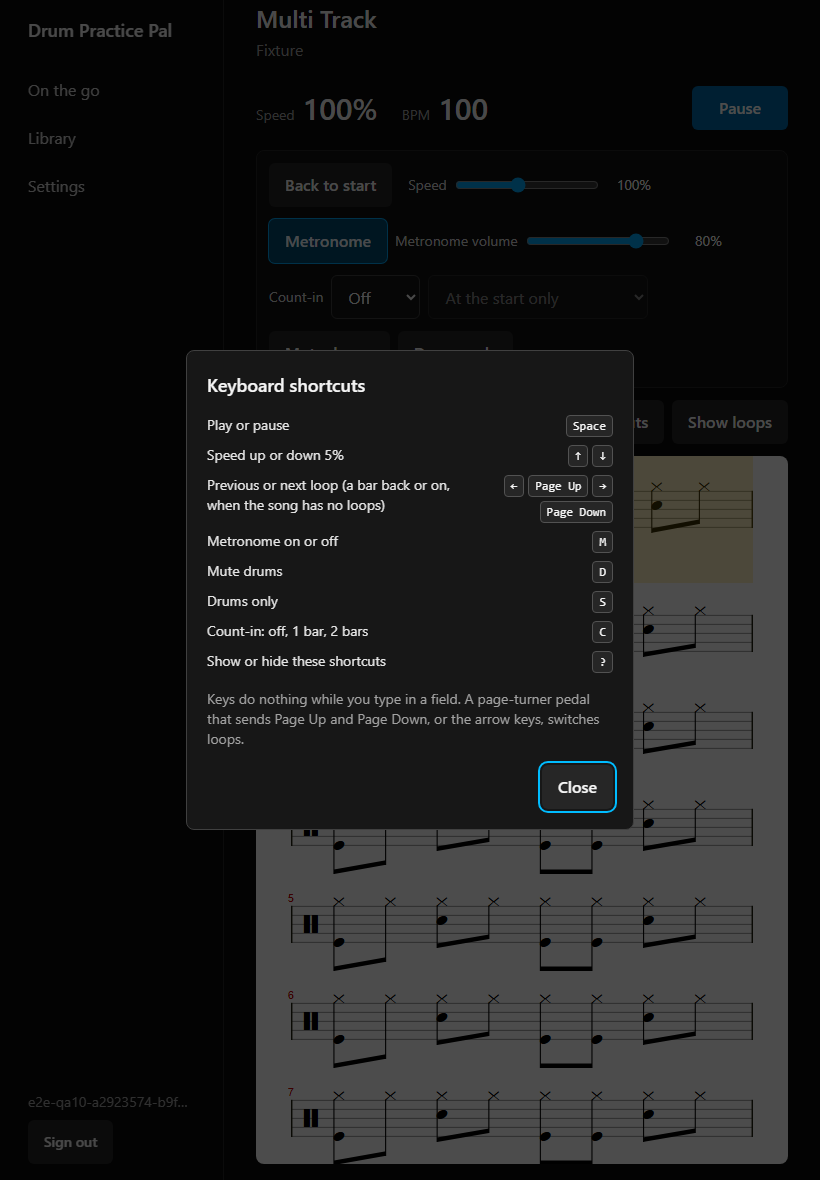 Drum Practice Pal
On the go
Library
Settings
Multi Track
Fixture
Speed 100% BPM 100
Pause
Back to start Speed 100%
Metronome Metronome volume 80%
Count-in Off At the start only
Show loops
Keyboard shortcuts
Play or pause Space
Speed up or down 5% ↑ ↓
Previous or next loop (a bar back or on, ← Page Up →
when the song has no loops) Page Down
Metronome on or off M
Mute drums D
Drums only S
Count-in: off, 1 bar, 2 bars C
Show or hide these shortcuts ?
Keys do nothing while you type in a field. A page-turner pedal
that sends Page Up and Page Down, or the arrow keys, switches
loops.
Close
5
6
7
e2e-qa10-a2923574-b9f...
Sign out